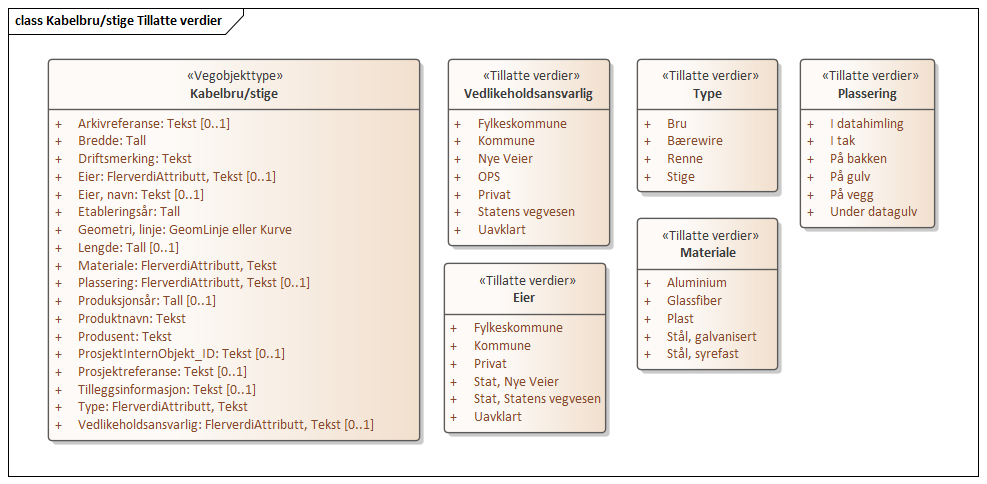 class Kabelbru/stige Tillatte verdier
«Vegobjekttype»
Kabelbru/stige
+ Arkivreferanse: Tekst [0..1]
+ Bredde: Tall
+ Driftsmerking: Tekst
+ Eier: FlerverdiAttributt, Tekst [0..1]
+ Eier, navn: Tekst [0..1]
+ Etableringsår: Tall
+ Geometri, linje: GeomLinje eller Kurve
+ Lengde: Tall [0..1]
+ Materiale: FlerverdiAttributt, Tekst
+ Plassering: FlerverdiAttributt, Tekst [0..1]
+ Produksjonsår: Tall [0..1]
+ Produktnavn: Tekst
+ Produsent: Tekst
+ ProsjektInternObjekt_ID: Tekst [0..1]
+ Prosjektreferanse: Tekst [0..1]
+ Tilleggsinformasjon: Tekst [0..1]
+ Type: FlerverdiAttributt, Tekst
+ Vedlikeholdsansvarlig: FlerverdiAttributt, Tekst [0..1]
«Tillatte verdier»
Vedlikeholdsansvarlig
+ Fylkeskommune
+ Kommune
+ Nye Veier
+ OPS
+ Privat
+ Statens vegvesen
+ Uavklart
«Tillatte verdier»
Eier
+ Fylkeskommune
+ Kommune
+ Privat
+ Stat, Nye Veier
+ Stat, Statens vegvesen
+ Uavklart
«Tillatte verdier»
Type
+ Bru
+ Bærewire
+ Renne
+ Stige
«Tillatte verdier»
Materiale
+ Aluminium
+ Glassfiber
+ Plast
+ Stål, galvanisert
+ Stål, syrefast
«Tillatte verdier»
Plassering
+ I datahimling
+ I tak
+ På bakken
+ På gulv
+ På vegg
+ Under datagulv